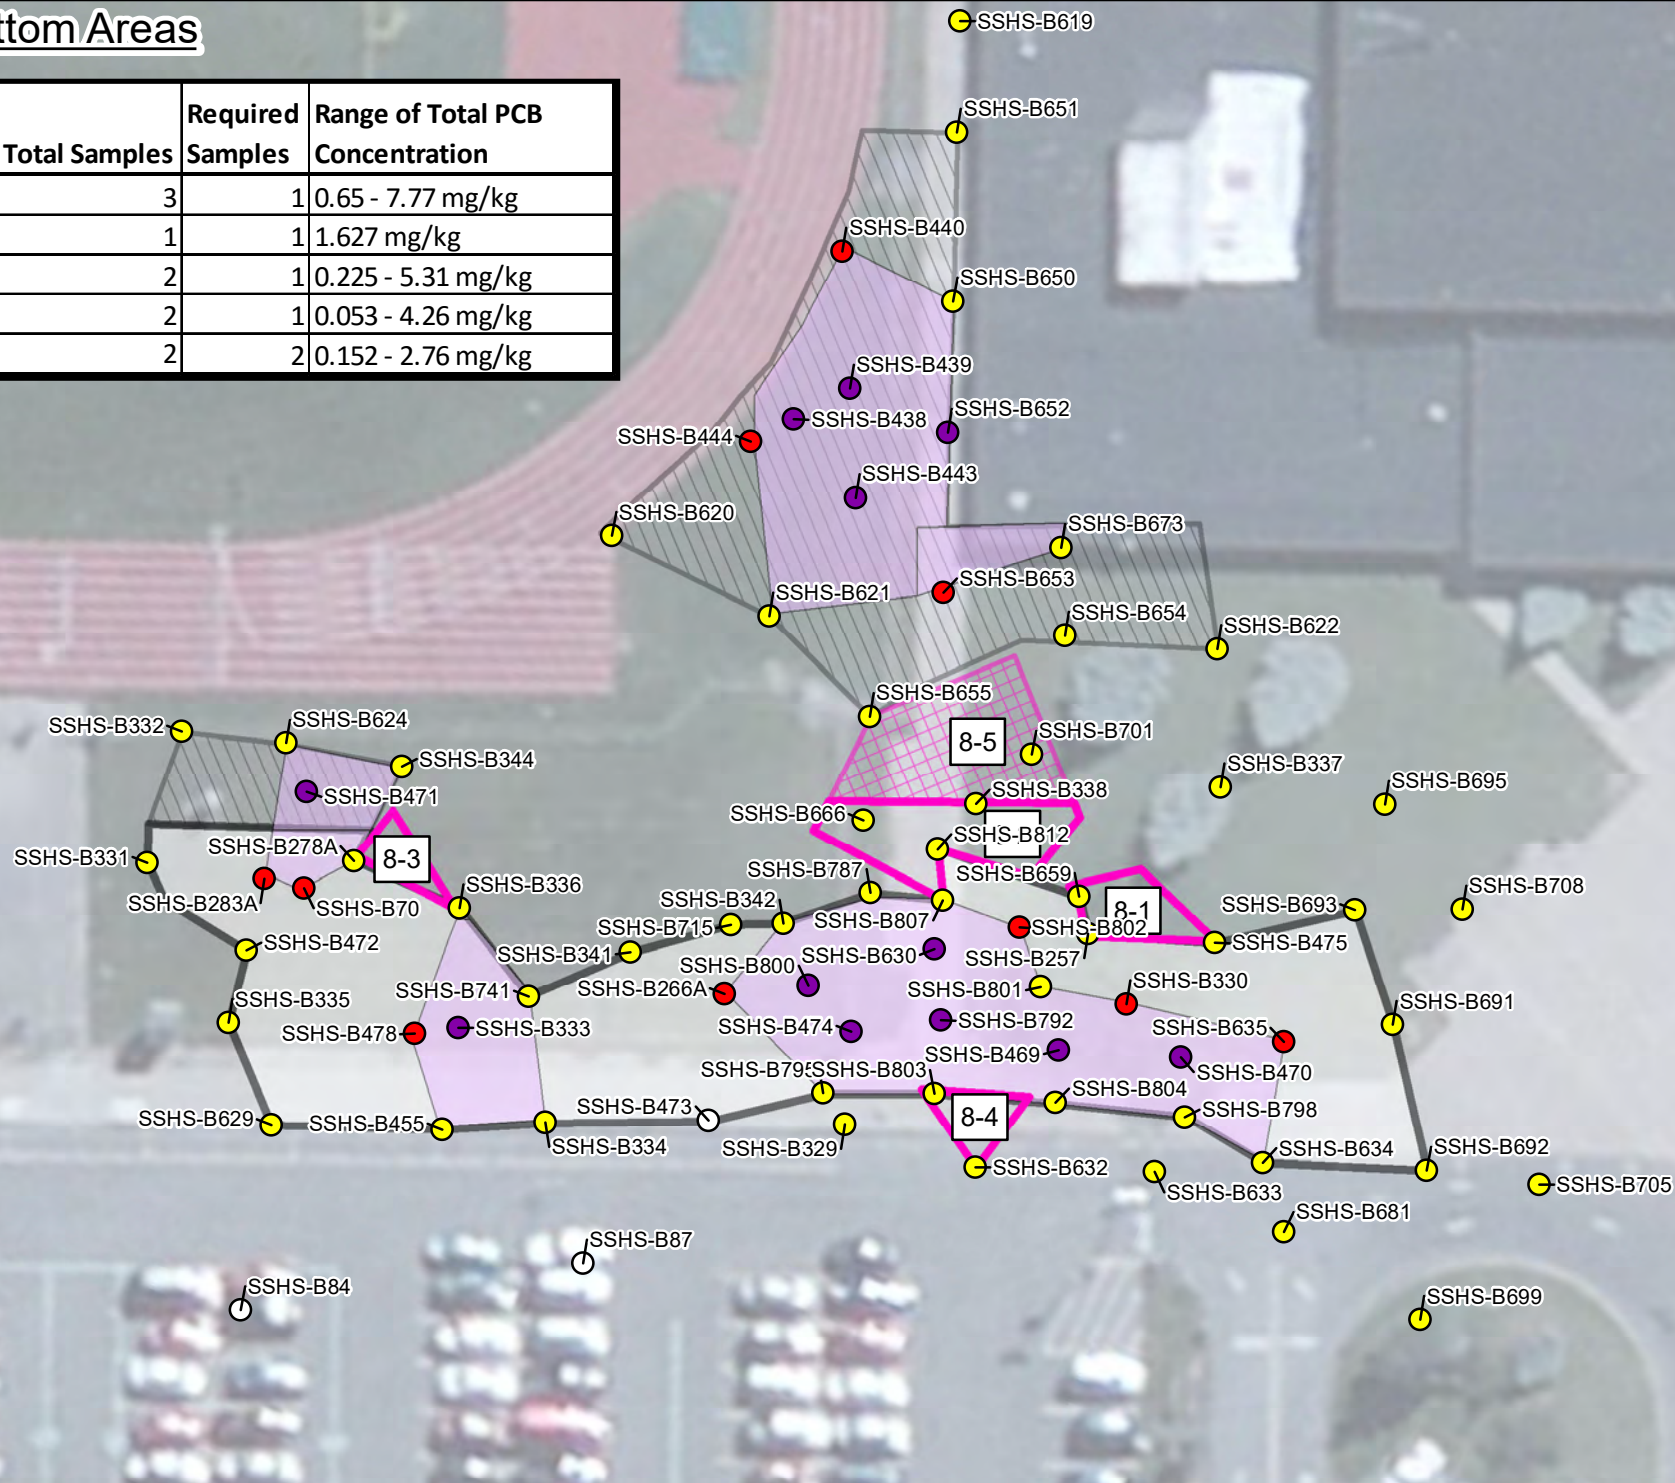 ttom Areas
Total Samples Required Samples Range of Total PCB Concentration
3 1 0.65 - 7.77 mg/kg
1 1 1.627 mg/kg
2 1 0.225 - 5.31 mg/kg
2 1 0.053 - 4.26 mg/kg
2 2 0.152 - 2.76 mg/kg
SSHS-B619
SSHS-B651
SSHS-B440
SSHS-B650
SSHS-B439
SSHS-B652
SSHS-B438
SSHS-B444
SSHS-B443
SSHS-B620
SSHS-B673
SSHS-B653
SSHS-B621
SSHS-B654
SSHS-B622
SSHS-B655
SSHS-B332
SSHS-B624
SSHS-B701
8-5
SSHS-B344
SSHS-B337
SSHS-B695
SSHS-B471
SSHS-B338
SSHS-B666
SSHS-B812
SSHS-B278A
SSHS-B331
8-3
SSHS-B787
SSHS-B659
SSHS-B336
SSHS-B708
SSHS-B283A
SSHS-B70
SSHS-B342
SSHS-B693
8-1
SSHS-B807
SSHS-B715
SSHS-B802
SSHS-B472
SSHS-B475
SSHS-B341
SSHS-B630
SSHS-B257
SSHS-B800
SSHS-B330
SSHS-B741
SSHS-B266A
SSHS-B801
SSHS-B335
SSHS-B691
SSHS-B478
SSHS-B333
SSHS-B474
SSHS-B792
SSHS-B635
SSHS-B469
SSHS-B470
SSHS-B795
SSHS-B803
SSHS-B804
SSHS-B473
SSHS-B798
SSHS-B629
SSHS-B455
8-4
SSHS-B334
SSHS-B329
SSHS-B634
SSHS-B692
SSHS-B632
SSHS-B633
SSHS-B705
SSHS-B681
SSHS-B87
SSHS-B84
SSHS-B699